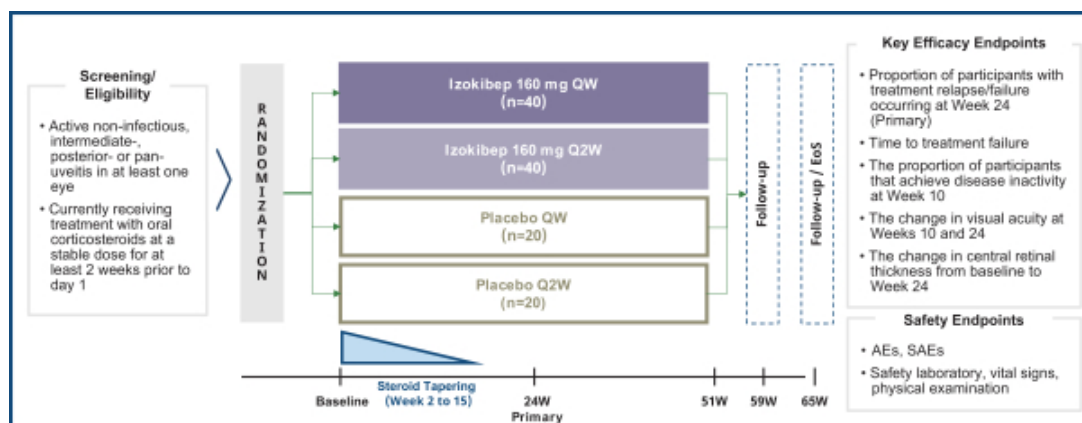 Screening/
Eligibility
• Active non-infectious,
intermediate-,
posterior- or pan-
uveitis in at least one
eye
• Currently receiving
treatment with oral
corticosteroids at a
stable dose for at
least 2 weeks prior to
day 1
RANDOMIZATION
Izokibep 160 mg QW
(n=40)
Izokibep 160 mg Q2W
(n=40)
Placebo QW
(n=20)
Placebo Q2W
(n=20)
Follow-up
Follow-up / EoS
Steroid Tapering
(Week 2 to 15)
Baseline
24W
Primary
51W
59W
65W
Key Efficacy Endpoints
• Proportion of participants with
treatment relapse/failure
occurring at Week 24
(Primary)
• Time to treatment failure
• The proportion of participants
that achieve disease inactivity
at Week 10
• The change in visual acuity at
Weeks 10 and 24
• The change in central retinal
thickness from baseline to
Week 24
Safety Endpoints
• AEs, SAEs
• Safety laboratory, vital signs,
physical examination